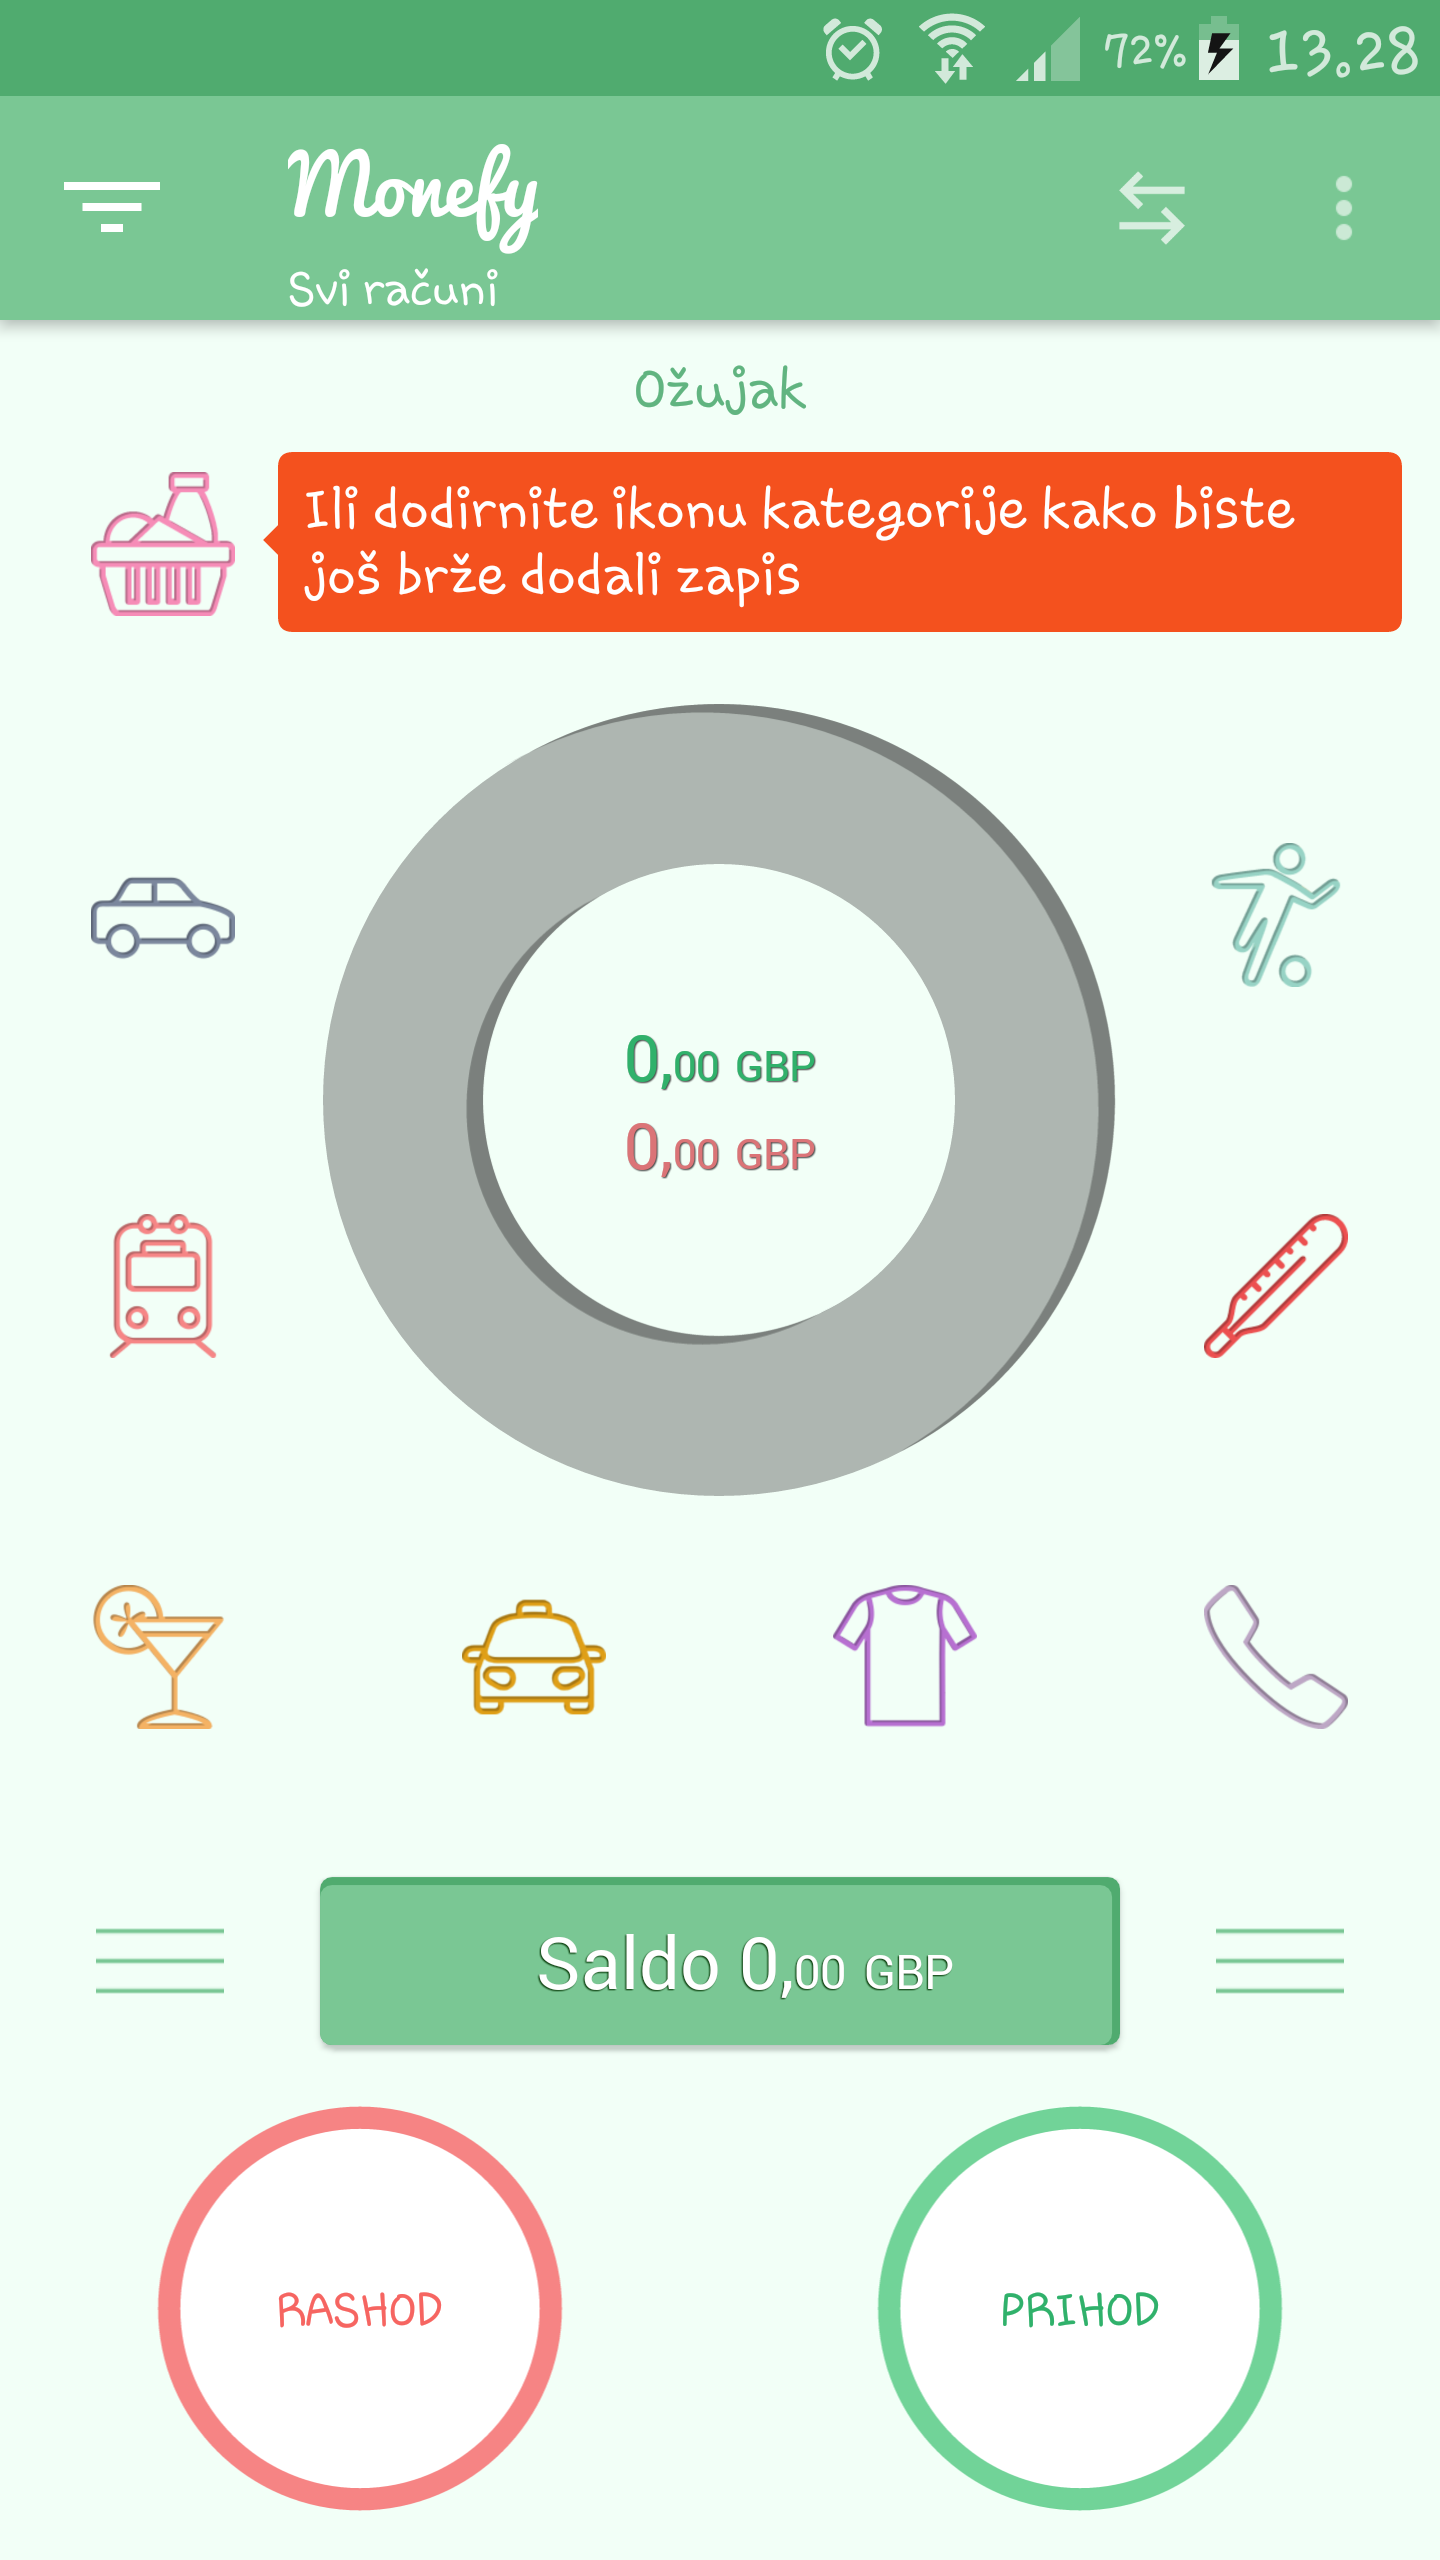 72% 13.28
Monefy
Svi računi
Ožujak
Ili dodirnite ikonu kategorije kako biste
još brže dodali zapis
0,00 GBP
0,00 GBP
Saldo 0,00 GBP
RASHOD PRIHOD